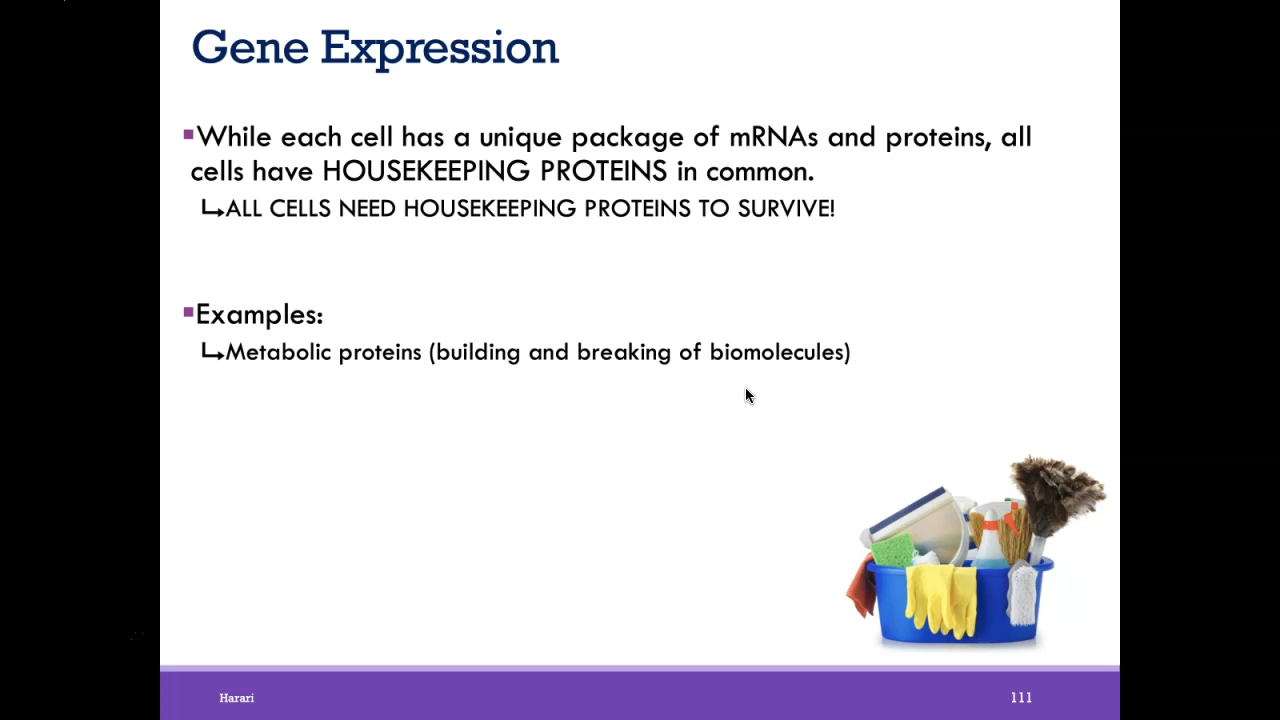 Gene Expression
While each cell has a unique package of mRNAs and proteins, all
cells have HOUSEKEEPING PROTEINS in common.
ALL CELLS NEED HOUSEKEEPING PROTEINS TO SURVIVE!
Examples:
Metabolic proteins (building and breaking of biomolecules)
Harari
111